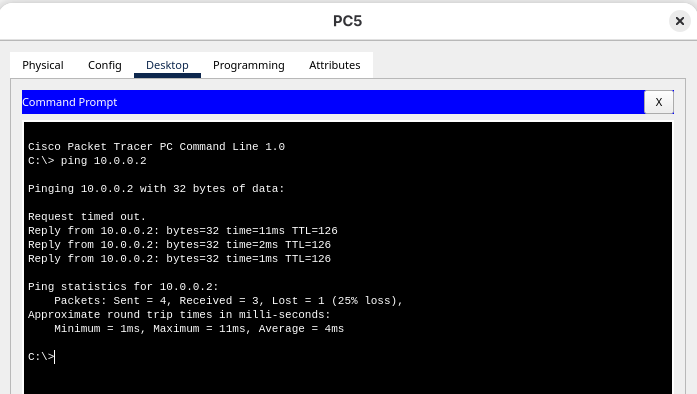 PC5
Physical Config Desktop Programming Attributes
Command Prompt X
Cisco Packet Tracer PC Command Line 1.0
C:\> ping 10.0.0.2
Pinging 10.0.0.2 with 32 bytes of data:
Request timed out.
Reply from 10.0.0.2: bytes=32 time=11ms TTL=126
Reply from 10.0.0.2: bytes=32 time=2ms TTL=126
Reply from 10.0.0.2: bytes=32 time=1ms TTL=126
Ping statistics for 10.0.0.2:
Packets: Sent = 4, Received = 3, Lost = 1 (25% loss),
Approximate round trip times in milli-seconds:
Minimum = 1ms, Maximum = 11ms, Average = 4ms
C:\>